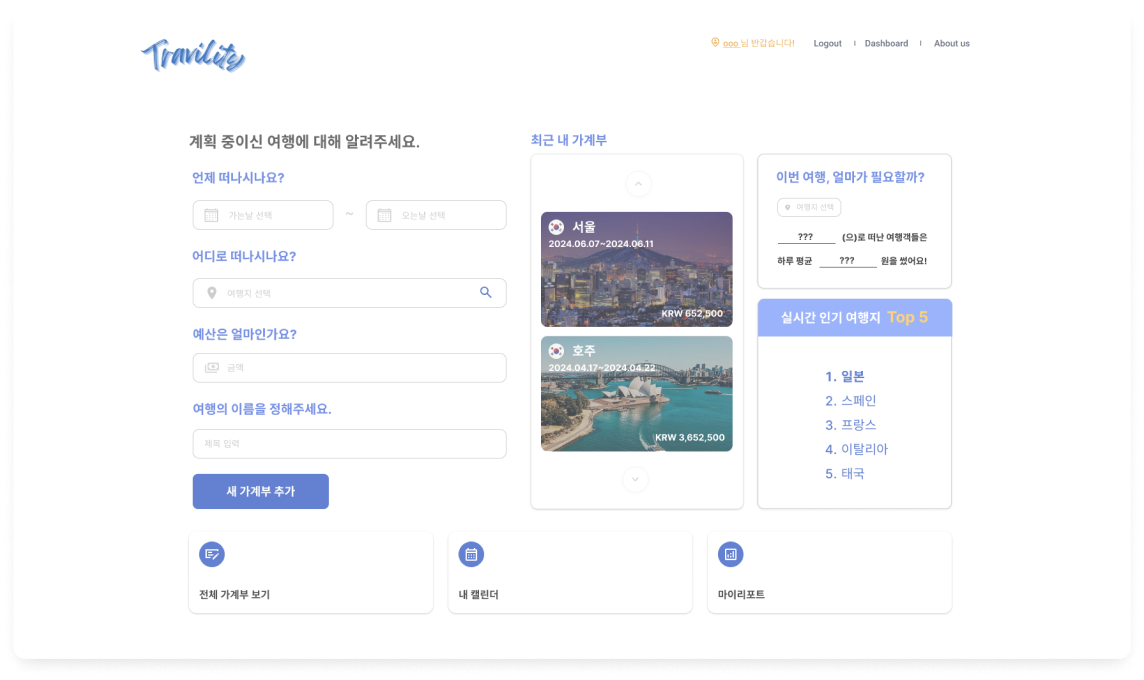 Travility
ooo 님 반갑습니다!
Logout
Dashboard
About us
계획 중이신 여행에 대해 알려주세요.
언제 떠나시나요?
가는날 선택
~
오는날 선택
어디로 떠나시나요?
여행지 선택
예산은 얼마인가요?
금액
여행의 이름을 정해주세요.
제목 입력
새 가계부 추가
최근 내 가계부
서울
2024.06.07~2024.06.11
KRW 652,500
호주
2024.04.17~2024.04.22
KRW 3,652,500
이번 여행, 얼마가 필요할까?
여행지 선택
??? (으)로 떠난 여행객들은
하루 평균 ??? 원을 썼어요!
실시간 인기 여행지 Top 5
1. 일본
2. 스페인
3. 프랑스
4. 이탈리아
5. 태국
전체 가계부 보기
내 캘린더
마이리포트